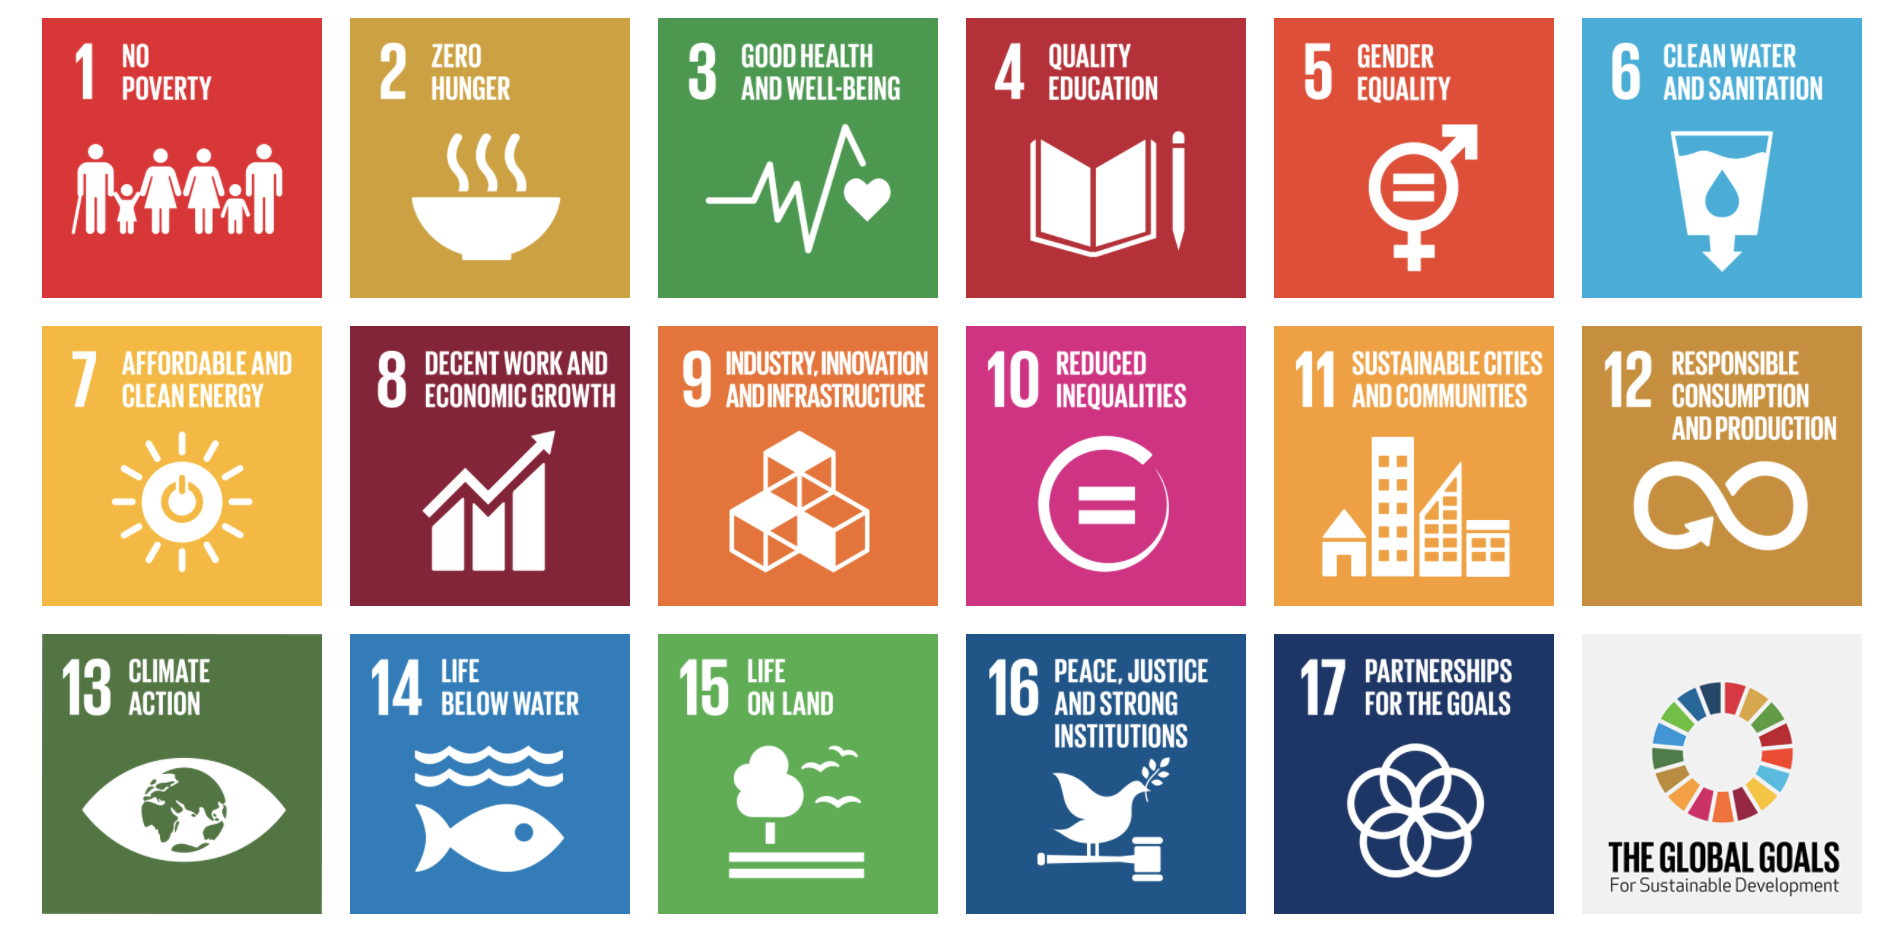 1 NO
POVERTY
2 ZERO
HUNGER
3 GOOD HEALTH
AND WELL-BEING
4 QUALITY
EDUCATION
5 GENDER
EQUALITY
6 CLEAN WATER
AND SANITATION
7 AFFORDABLE AND
CLEAN ENERGY
8 DECENT WORK AND
ECONOMIC GROWTH
9 INDUSTRY, INNOVATION
AND INFRASTRUCTURE
10 REDUCED
INEQUALITIES
11 SUSTAINABLE CITIES
AND COMMUNITIES
12 RESPONSIBLE
CONSUMPTION
AND PRODUCTION
13 CLIMATE
ACTION
14 LIFE
BELOW WATER
15 LIFE
ON LAND
16 PEACE, JUSTICE
AND STRONG
INSTITUTIONS
17 PARTNERSHIPS
FOR THE GOALS
THE GLOBAL GOALS
For Sustainable Development